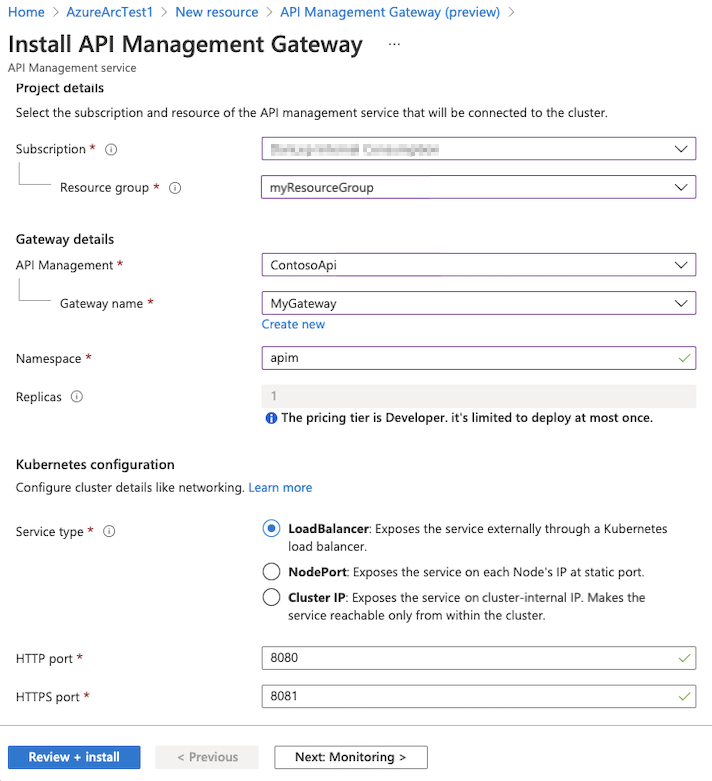 Home > AzureArcTest1 > New resource > API Management Gateway (preview) >
Install API Management Gateway ...
API Management service
Project details
Select the subscription and resource of the API management service that will be connected to the cluster.
Subscription *
Resource group * myResourceGroup
Gateway details
API Management * ContosoApi
Gateway name * MyGateway
Create new
Namespace * apim
Replicas 1
The pricing tier is Developer. it's limited to deploy at most once.
Kubernetes configuration
Configure cluster details like networking. Learn more
Service type * LoadBalancer: Exposes the service externally through a Kubernetes
load balancer.
NodePort: Exposes the service on each Node's IP at static port.
Cluster IP: Exposes the service on cluster-internal IP. Makes the
service reachable only from within the cluster.
HTTP port * 8080
HTTPS port * 8081
Review + install < Previous Next: Monitoring >